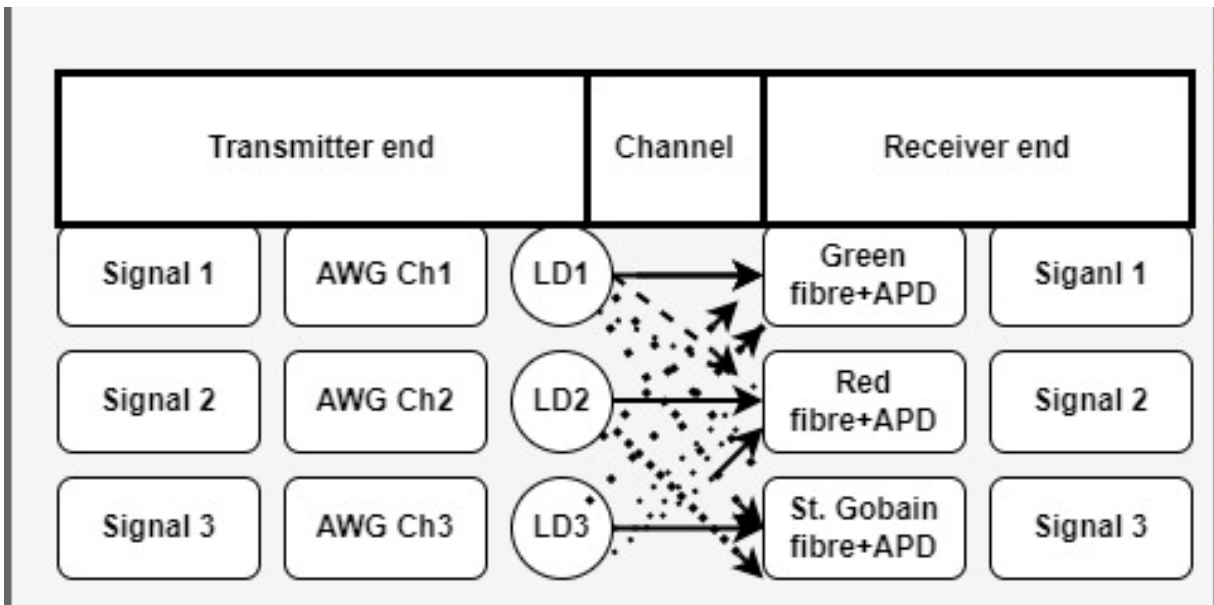 Transmitter end
Channel
Receiver end
Signal 1
AWG Ch1
LD1
Green
fibre+APD
Siganl 1
Signal 2
AWG Ch2
LD2
Red
fibre+APD
Signal 2
Signal 3
AWG Ch3
LD3
St. Gobain
fibre+APD
Signal 3